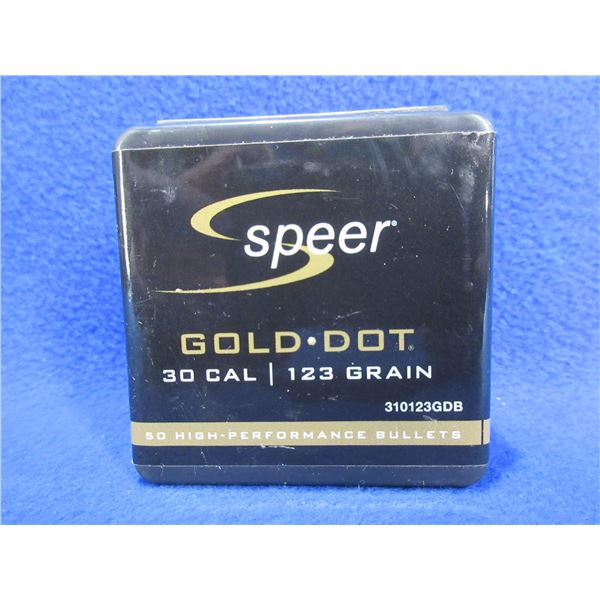 speer®
GOLD•DOT®
30 CAL | 123 GRAIN
310123GDB
50 HIGH-PERFORMANCE BULLETS